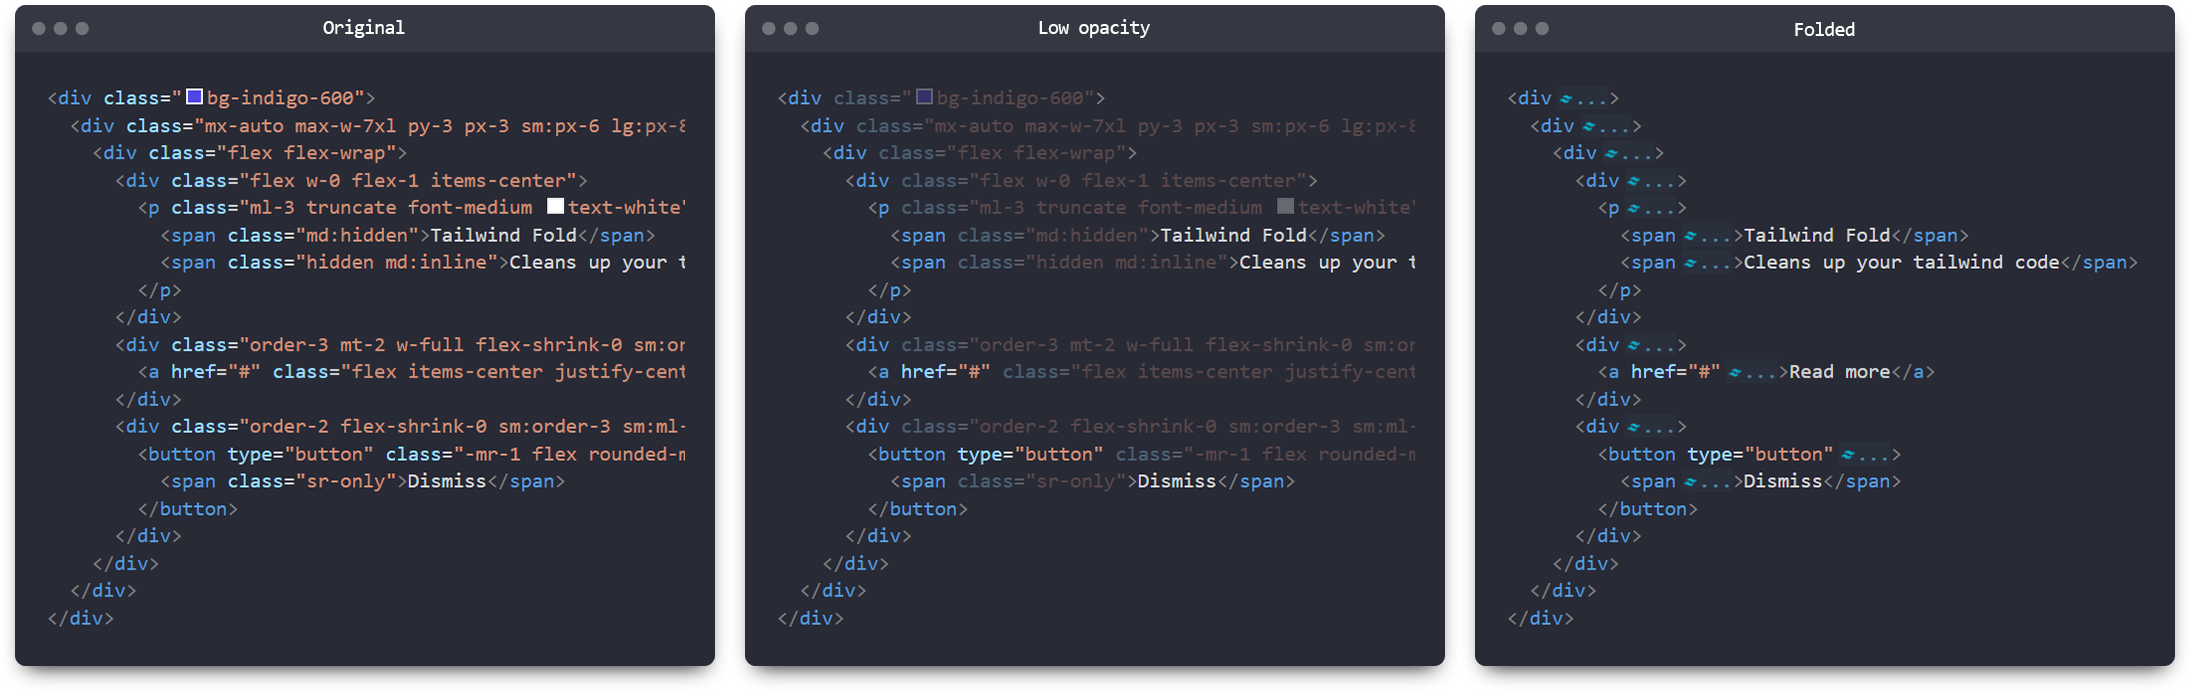 Original
<div class="bg-indigo-600">
<div class="mx-auto max-w-7xl py-3 px-3 sm:px-6 lg:px-8
<div class="flex flex-wrap">
<div class="flex w-0 flex-1 items-center">
<p class="ml-3 truncate font-medium text-white"
<span class="md:hidden">Tailwind Fold</span>
<span class="hidden md:inline">Cleans up your t
</p>
</div>
<div class="order-3 mt-2 w-full flex-shrink-0 sm:or
<a href="#" class="flex items-center justify-cent
</div>
<div class="order-2 flex-shrink-0 sm:order-3 sm:ml-
<button type="button" class="-mr-1 flex rounded-m
<span class="sr-only">Dismiss</span>
</button>
</div>
</div>
</div>
</div>
Low opacity
<div class="bg-indigo-600">
<div class="mx-auto max-w-7xl py-3 px-3 sm:px-6 lg:px-8
<div class="flex flex-wrap">
<div class="flex w-0 flex-1 items-center">
<p class="ml-3 truncate font-medium text-white"
<span class="md:hidden">Tailwind Fold</span>
<span class="hidden md:inline">Cleans up your t
</p>
</div>
<div class="order-3 mt-2 w-full flex-shrink-0 sm:or
<a href="#" class="flex items-center justify-cent
</div>
<div class="order-2 flex-shrink-0 sm:order-3 sm:ml-
<button type="button" class="-mr-1 flex rounded-m
<span class="sr-only">Dismiss</span>
</button>
</div>
</div>
</div>
</div>
Folded
<div ...>
<div ...>
<div ...>
<div ...>
<p ...>
<span ...>Tailwind Fold</span>
<span ...>Cleans up your tailwind code</span>
</p>
</div>
<div ...>
<a href="#" ...>Read more</a>
</div>
<div ...>
<button type="button" ...>
<span ...>Dismiss</span>
</button>
</div>
</div>
</div>
</div>